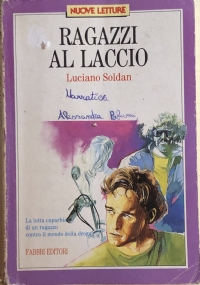 NUOVE LETTURE
RAGAZZI
AL LACCIO
Luciano Soldan
Narrativa
Alessandra
La lotta caparbia
di un ragazzo
contro il mondo della droga
FABBRI EDITORI